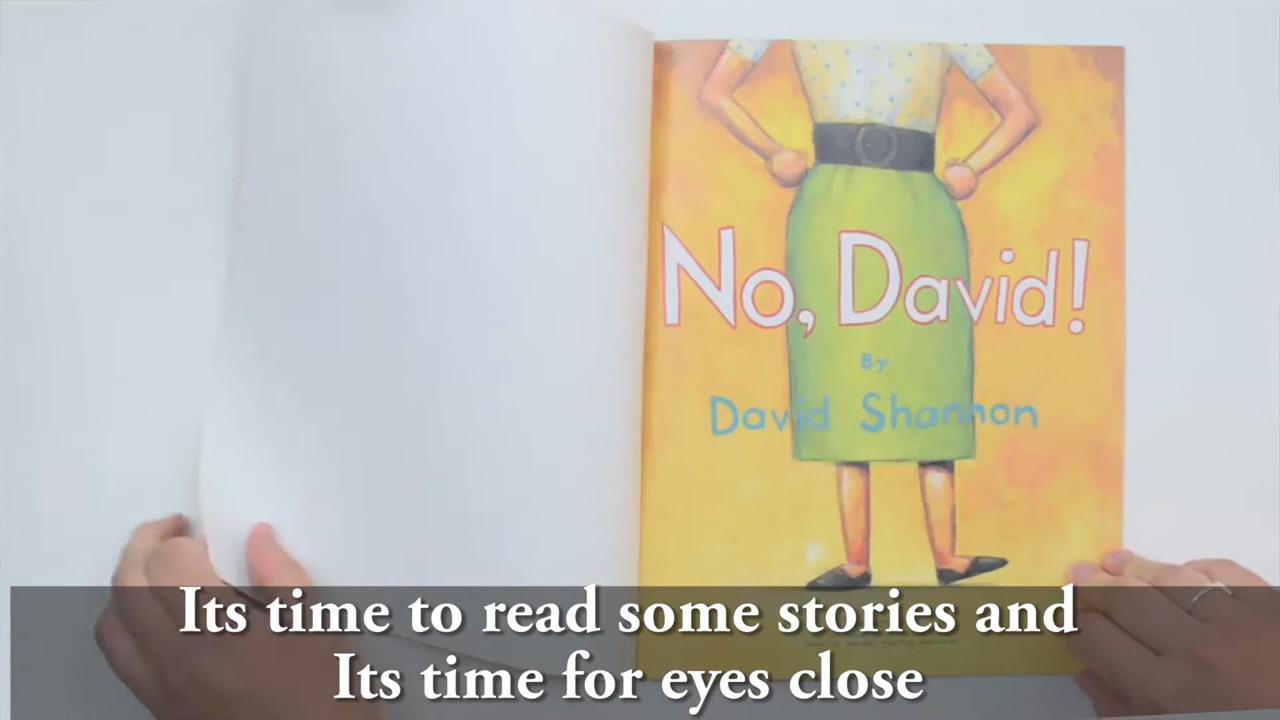 No, David!
By
David Shannon
Its time to read some stories and
Its time for eyes close